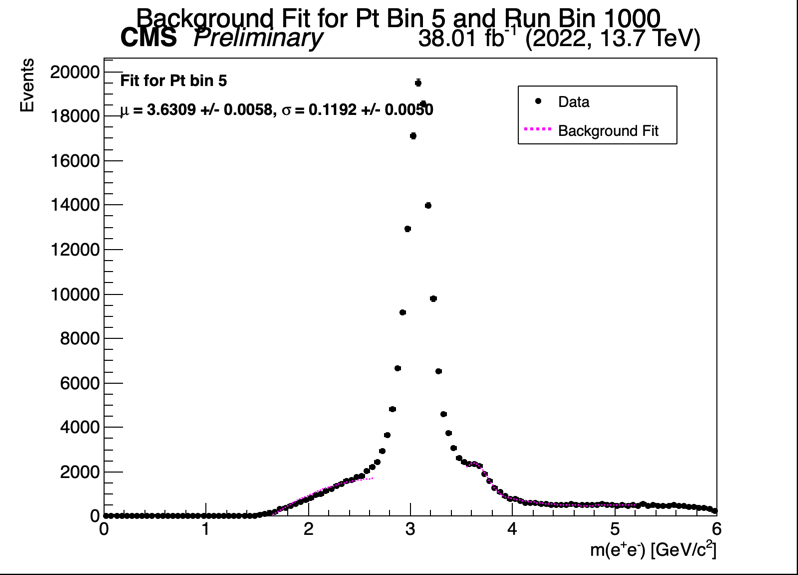 Background Fit for Pt Bin 5 and Run Bin 1000
CMS Preliminary 38.01 fb⁻¹ (2022, 13.7 TeV)
Events
Fit for Pt bin 5
μ = 3.6309 +/- 0.0058, σ = 0.1192 +/- 0.0050
Data
Background Fit
20000
18000
16000
14000
12000
10000
8000
6000
4000
2000
0
0 1 2 3 4 5 6
m(e⁺e⁻) [GeV/c²]